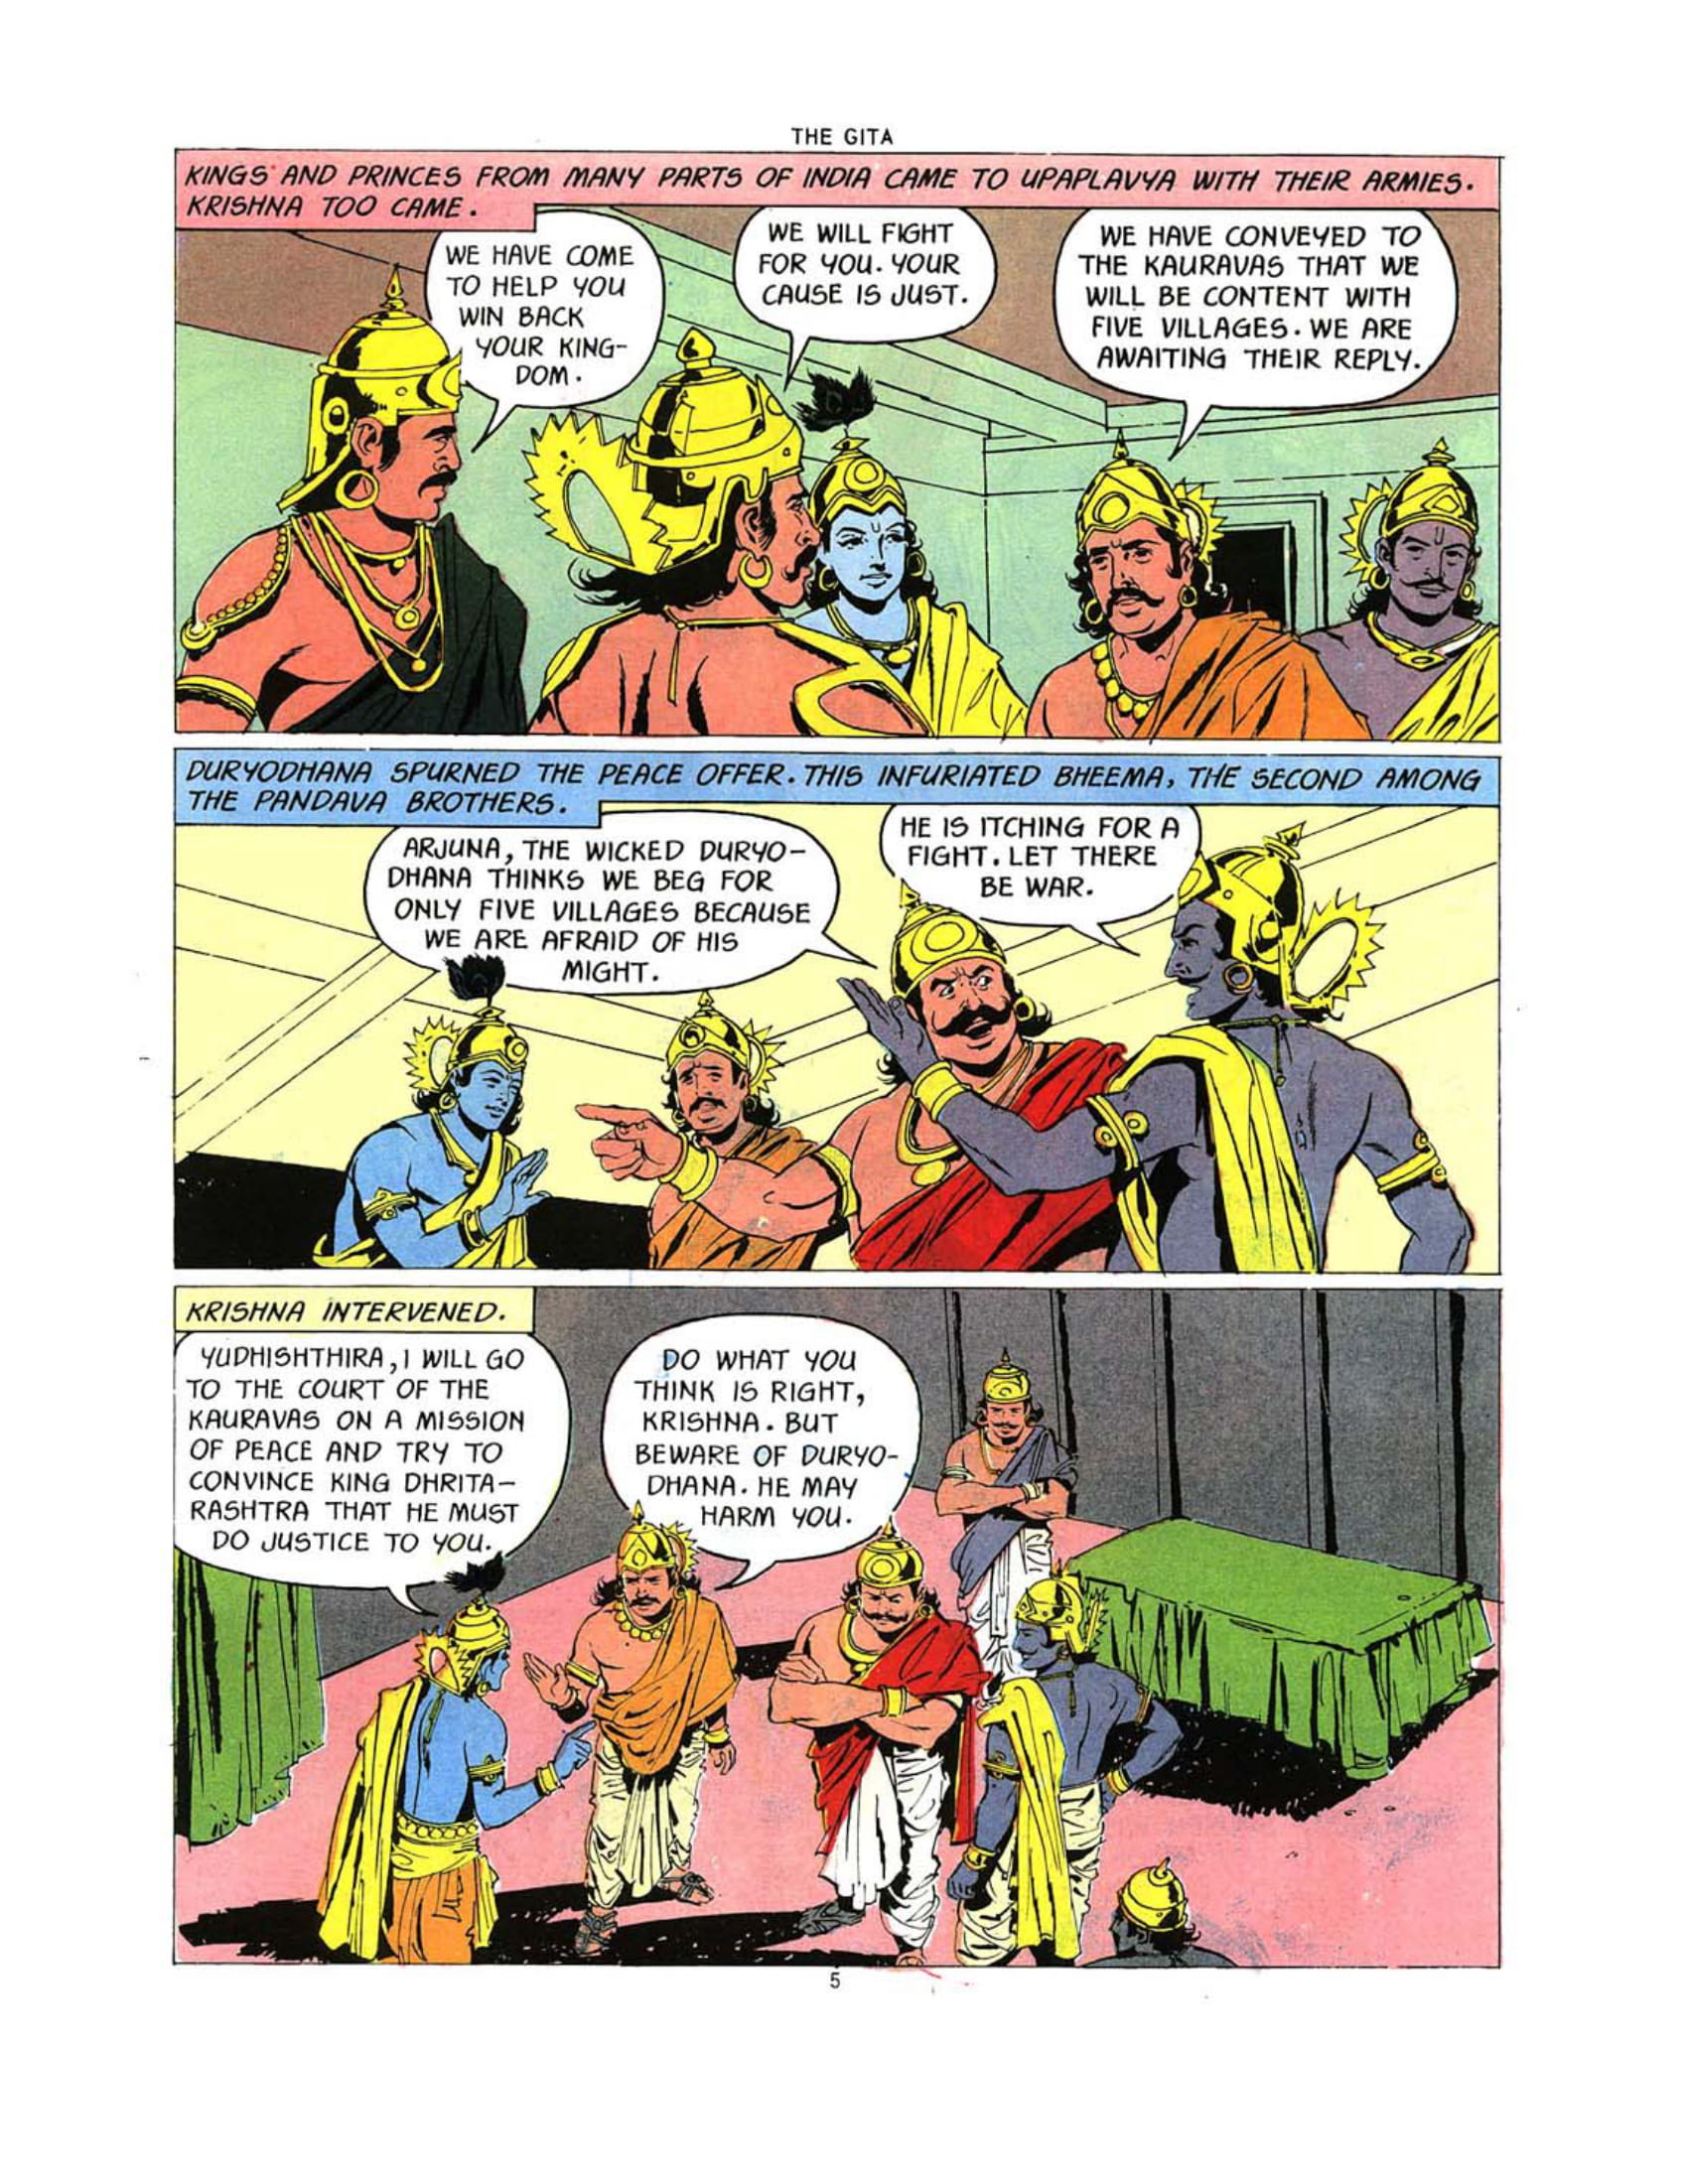 THE GITA
KINGS AND PRINCES FROM MANY PARTS OF INDIA CAME TO UPAPLAVYA WITH THEIR ARMIES.
KRISHNA TOO CAME.
WE HAVE COME
TO HELP YOU
WIN BACK
YOUR KING-
DOM.
WE WILL FIGHT
FOR YOU. YOUR
CAUSE IS JUST.
WE HAVE CONVEYED TO
THE KAURAVAS THAT WE
WILL BE CONTENT WITH
FIVE VILLAGES. WE ARE
AWAITING THEIR REPLY.
DURYODHANA SPURNED THE PEACE OFFER. THIS INFURIATED BHEEMA, THE SECOND AMONG
THE PANDAVA BROTHERS.
ARJUNA, THE WICKED DURYO-
DHANA THINKS WE BEG FOR
ONLY FIVE VILLAGES BECAUSE
WE ARE AFRAID OF HIS
MIGHT.
HE IS ITCHING FOR A
FIGHT. LET THERE
BE WAR.
KRISHNA INTERVENED.
YUDHISHTHIRA, I WILL GO
TO THE COURT OF THE
KAURAVAS ON A MISSION
OF PEACE AND TRY TO
CONVINCE KING DHRITA-
RASHTRA THAT HE MUST
DO JUSTICE TO YOU.
DO WHAT YOU
THINK IS RIGHT,
KRISHNA. BUT
BEWARE OF DURYO-
DHANA. HE MAY
HARM YOU.
5